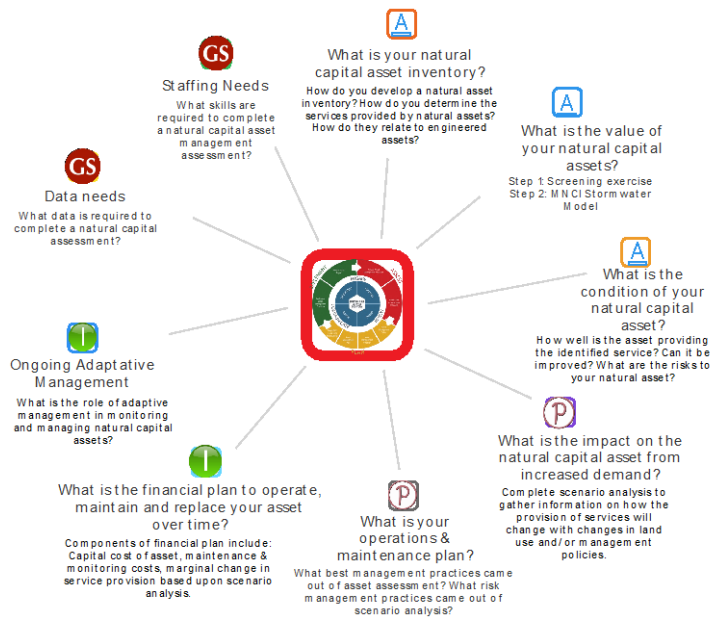 A
What is your natural
capital asset inventory?
How do you develop a natural asset
inventory? How do you determine the
services provided by natural assets?
How do they relate to engineered
assets?
A
What is the value of
your natural capital
assets?
Step 1: Screening exercise
Step 2: MNCI Stormwater
Model
A
What is the
condition of your
natural capital
asset?
How well is the asset providing
the identified service? Can it be
improved? What are the risks to
your natural asset?
P
What is the impact on the
natural capital asset from
increased demand?
Complete scenario analysis to
gather information on how the
provision of services will
change with changes in land
use and/or management
policies.
P
What is your
operations &
maintenance plan?
What best management practices came
out of asset assessment? What risk
management practices came out of
scenario analysis?
I
What is the financial plan to operate,
maintain and replace your asset
over time?
Components of financial plan include:
Capital cost of asset, maintenance &
monitoring costs, marginal change in
service provision based upon scenario
analysis.
I
Ongoing Adaptative
Management
What is the role of adaptive
management in monitoring
and managing natural capital
assets?
GS
Data needs
What data is required to
complete a natural capital
assessment?
GS
Staffing Needs
What skills are
required to complete
a natural capital asset
management
assessment?